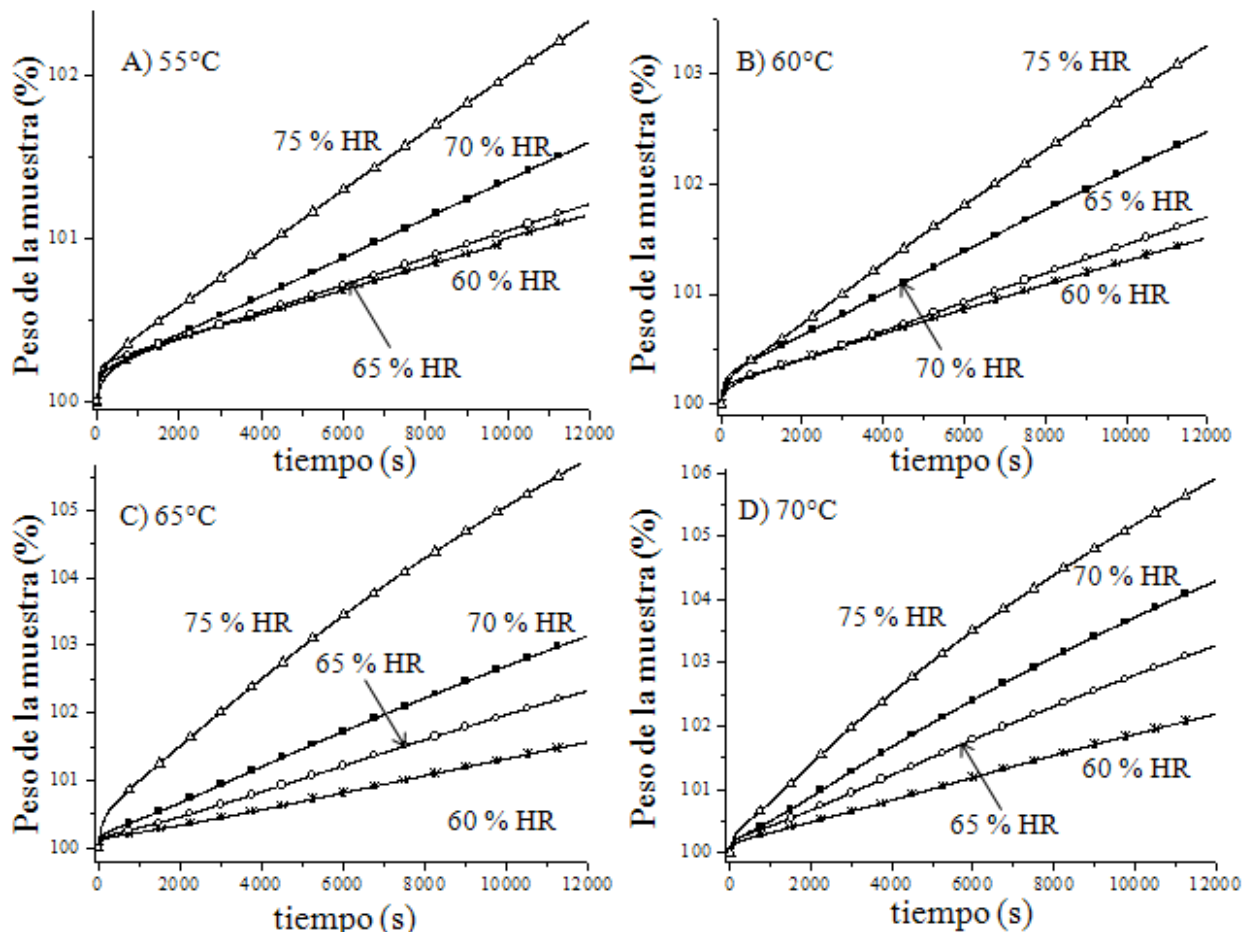 A) 55°C
Peso de la muestra (%)
102
101
100
75 % HR
70 % HR
60 % HR
65 % HR
0 2000 4000 6000 8000 10000 12000
tiempo (s)
B) 60°C
Peso de la muestra (%)
103
102
101
100
75 % HR
65 % HR
60 % HR
70 % HR
0 2000 4000 6000 8000 10000 12000
tiempo (s)
C) 65°C
Peso de la muestra (%)
105
104
103
102
101
100
75 % HR
70 % HR
65 % HR
60 % HR
0 2000 4000 6000 8000 10000 12000
tiempo (s)
D) 70°C
Peso de la muestra (%)
106
105
104
103
102
101
100
70 % HR
75 % HR
60 % HR
65 % HR
0 2000 4000 6000 8000 10000 12000
tiempo (s)